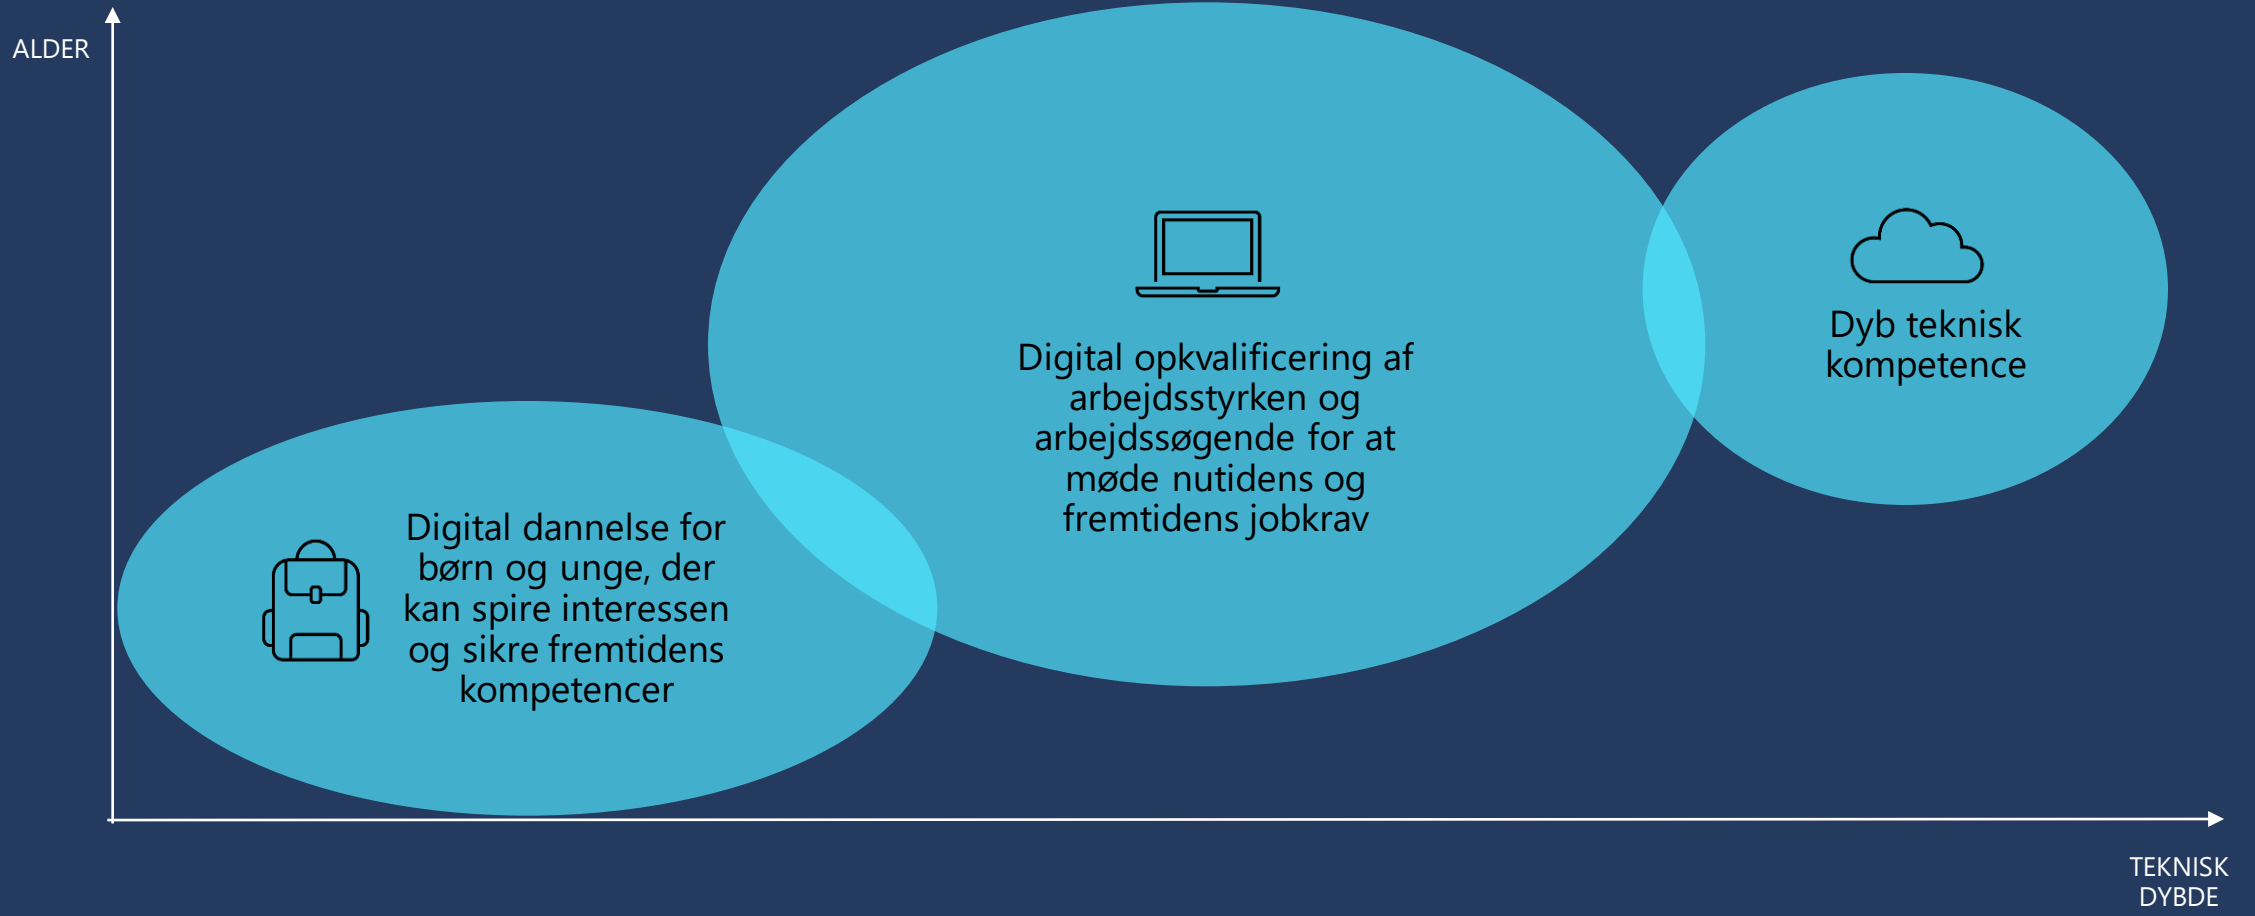 ALDER
Digital dannelse for
børn og unge, der
kan spire interessen
og sikre fremtidens
kompetencer
Digital opkvalificering af
arbejdsstyrken og
arbejdssøgende for at
møde nutidens og
fremtidens jobkrav
Dyb teknisk
kompetence
TEKNISK
DYBDE